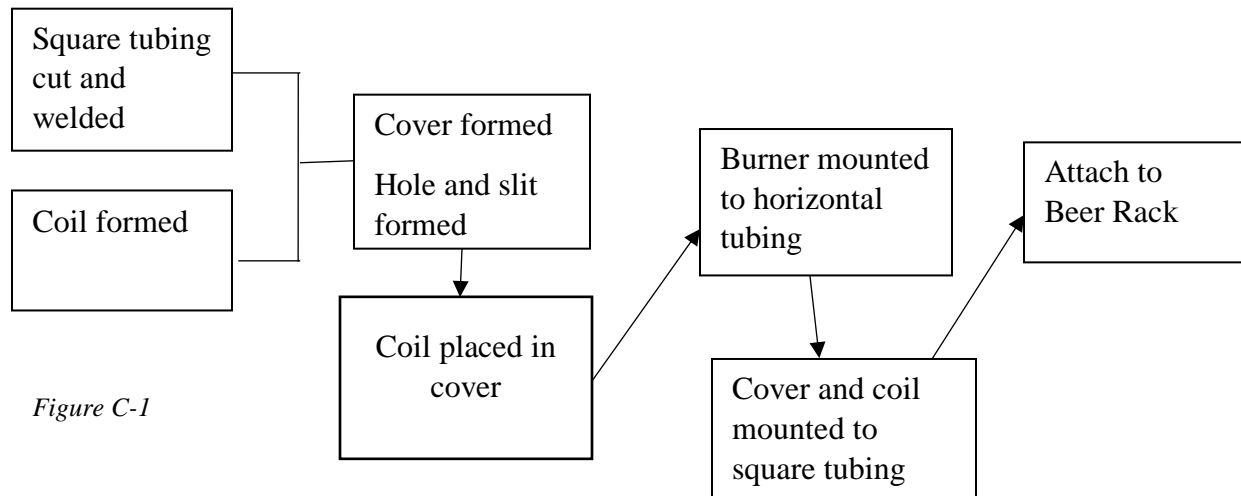 Square tubing
cut and
welded
Coil formed
Cover formed
Hole and slit
formed
Coil placed in
cover
Burner mounted
to horizontal
tubing
Cover and coil
mounted to
square tubing
Attach to
Beer Rack
Figure C-1